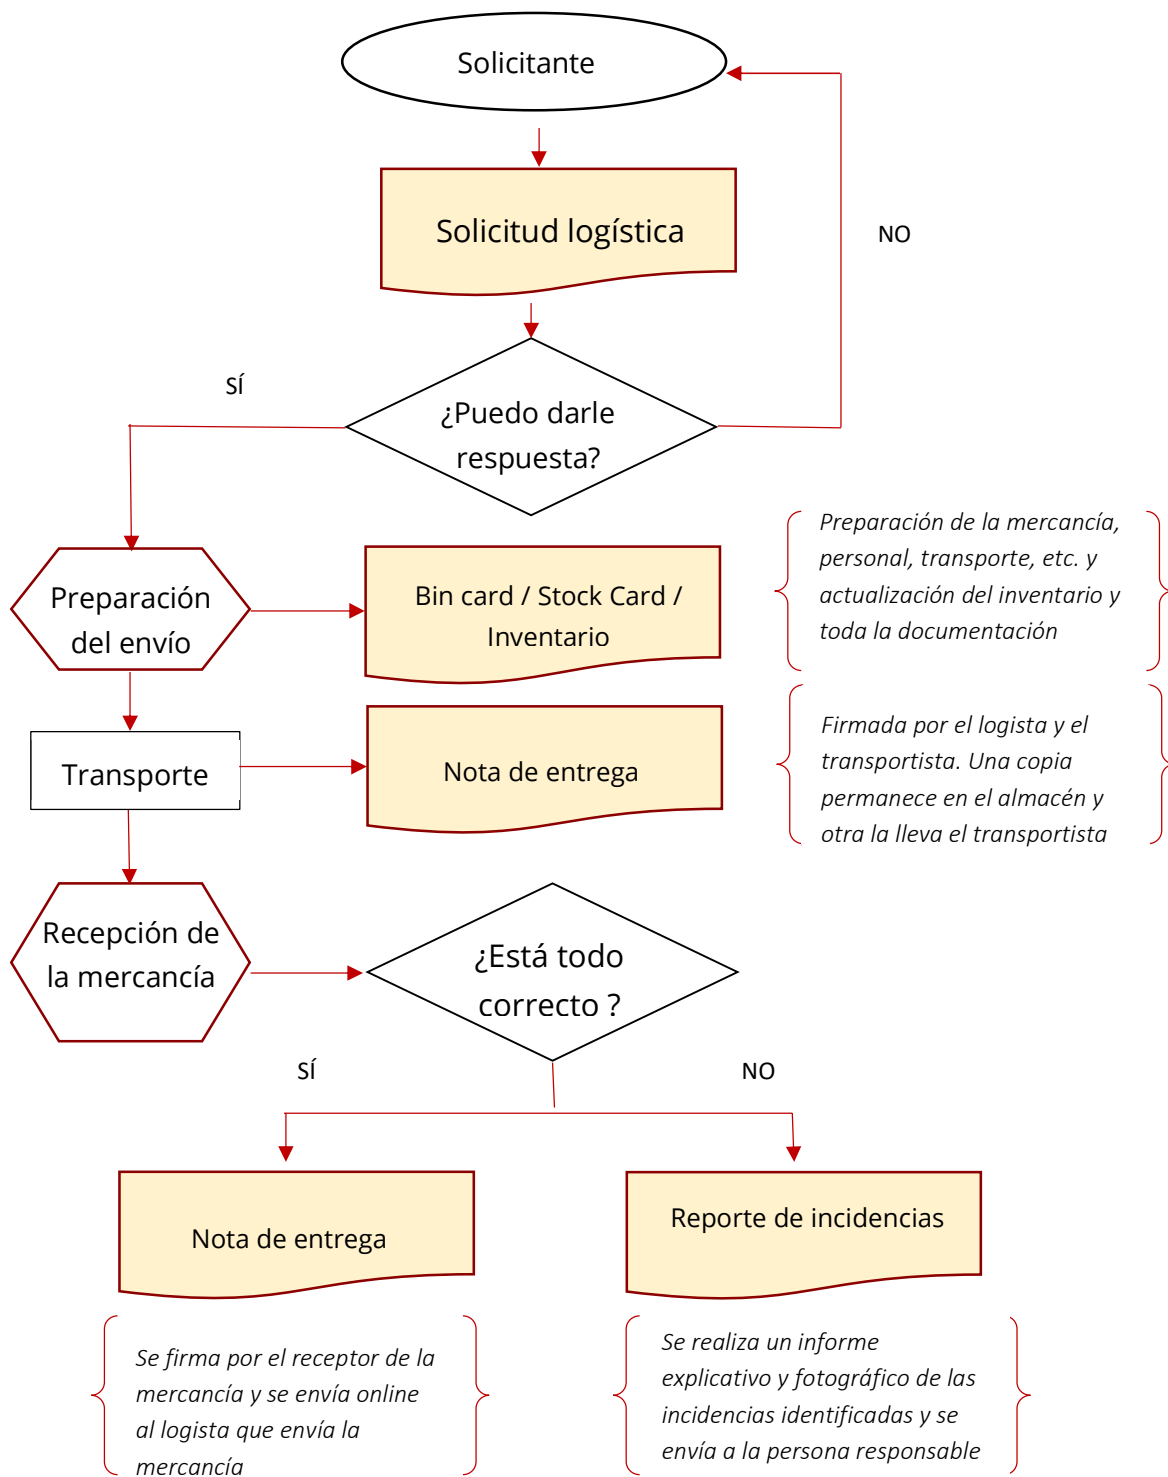 Solicitante
Solicitud logística
NO
SÍ
¿Puedo darle
respuesta?
Preparación
del envío
Bin card / Stock Card /
Inventario
Preparación de la mercancía,
personal, transporte, etc. y
actualización del inventario y
toda la documentación
Transporte
Nota de entrega
Firmada por el logista y el
transportista. Una copia
permanece en el almacén y
otra la lleva el transportista
Recepción de
la mercancía
¿Está todo
correcto ?
SÍ
NO
Nota de entrega
Reporte de incidencias
Se firma por el receptor de la
mercancía y se envía online
al logista que envía la
mercancía
Se realiza un informe
explicativo y fotográfico de las
incidencias identificadas y se
envía a la persona responsable